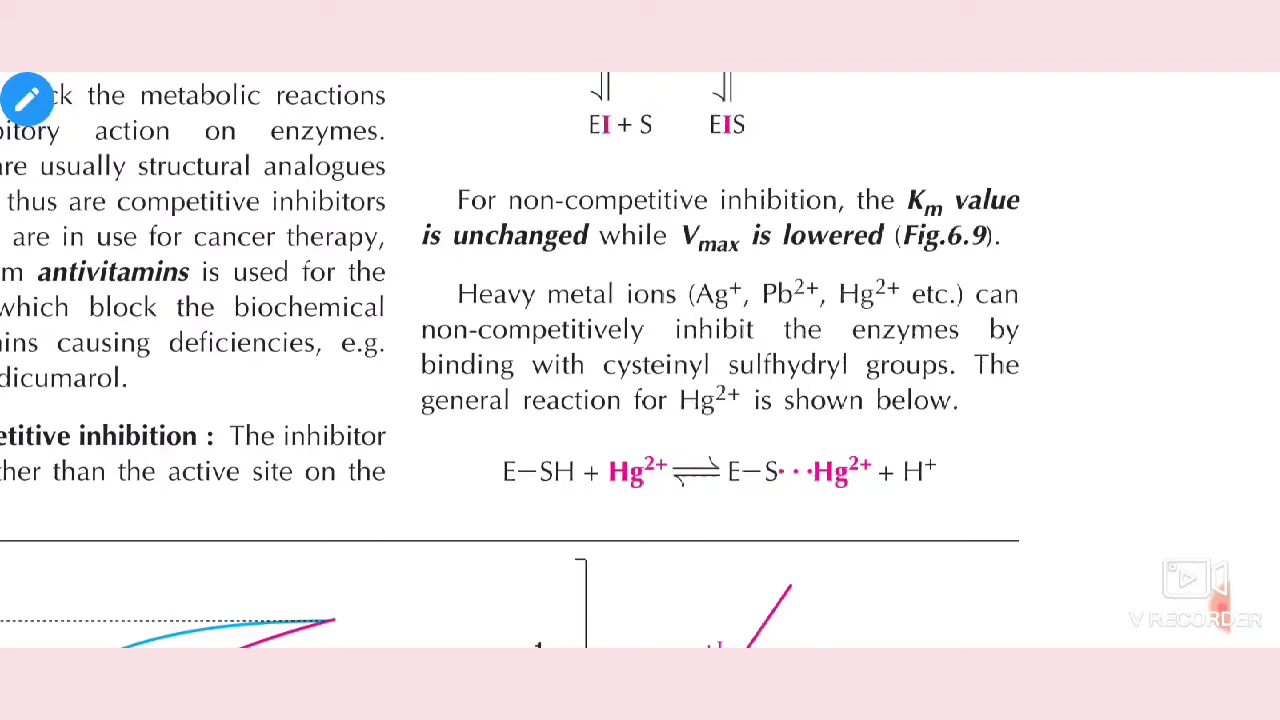 ck the metabolic reactions
bitory action on enzymes.
are usually structural analogues
thus are competitive inhibitors
are in use for cancer therapy,
m antivitamins is used for the
which block the biochemical
ins causing deficiencies, e.g.
dicumarol.
etitive inhibition : The inhibitor
her than the active site on the
EI + S EIS
For non-competitive inhibition, the Km value
is unchanged while Vmax is lowered (Fig.6.9).
Heavy metal ions (Ag+, Pb2+, Hg2+ etc.) can
non-competitively inhibit the enzymes by
binding with cysteinyl sulfhydryl groups. The
general reaction for Hg2+ is shown below.
E−SH + Hg2+ ⇌ E−S···Hg2+ + H+
1
+I
V RECORDER